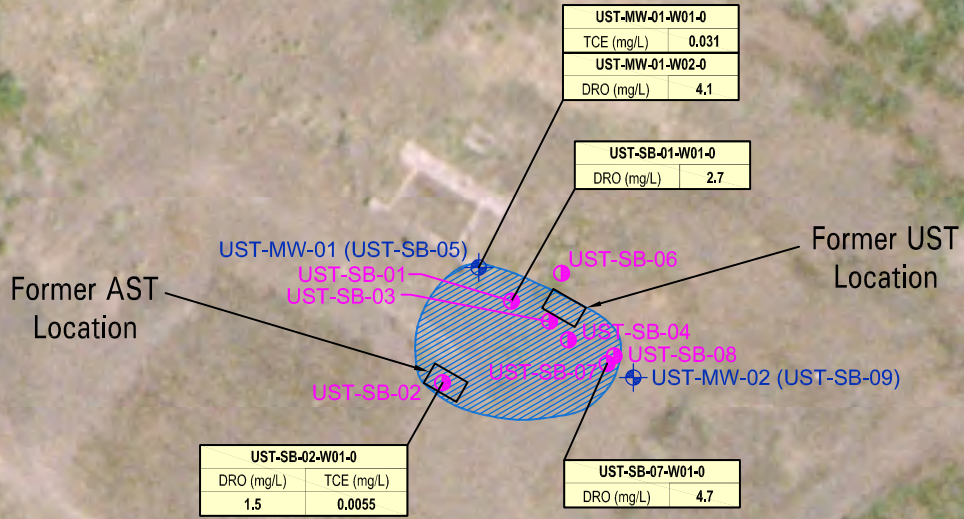 UST-MW-01-W01-0
TCE (mg/L) 0.031
UST-MW-01-W02-0
DRO (mg/L) 4.1
UST-SB-01-W01-0
DRO (mg/L) 2.7
UST-MW-01 (UST-SB-05)
UST-SB-01
UST-SB-03
UST-SB-06
Former UST
Location
Former AST
Location
UST-SB-04
UST-SB-08
UST-SB-07
UST-MW-02 (UST-SB-09)
UST-SB-02
UST-SB-02-W01-0
DRO (mg/L) TCE (mg/L)
1.5 0.0055
UST-SB-07-W01-0
DRO (mg/L) 4.7